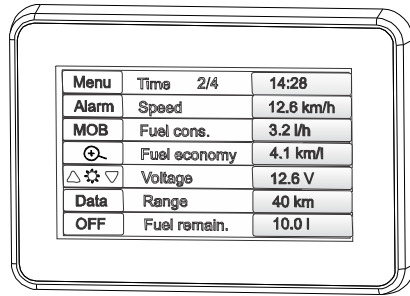 Menu Time 2/4 14:28
Alarm Speed 12.6 km/h
MOB Fuel cons. 3.2 l/h
Fuel economy 4.1 km/l
Voltage 12.6 V
Data Range 40 km
OFF Fuel remain. 10.0 l